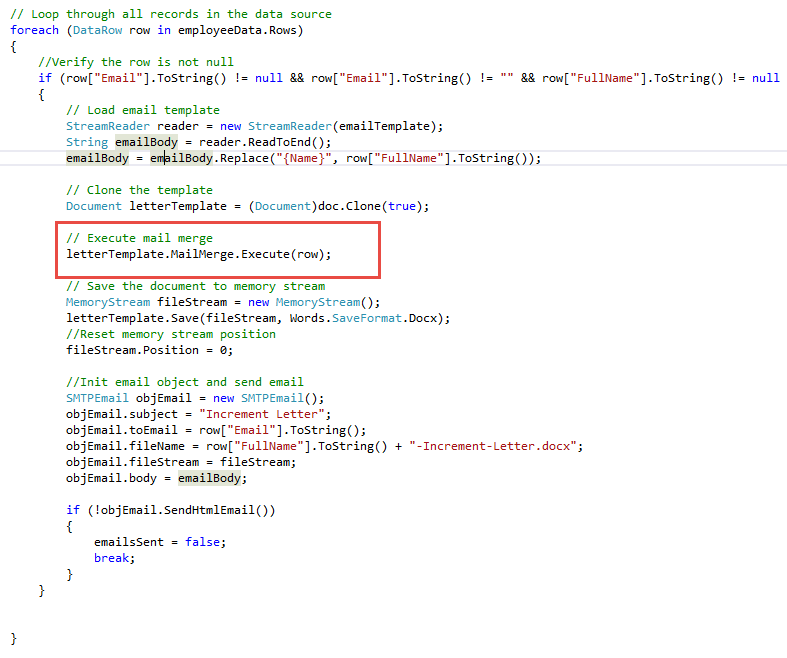 // Loop through all records in the data source
foreach (DataRow row in employeeData.Rows)
{
//Verify the row is not null
if (row["Email"].ToString() != null && row["Email"].ToString() != "" && row["FullName"].ToString() != null
{
// Load email template
StreamReader reader = new StreamReader(emailTemplate);
String emailBody = reader.ReadToEnd();
emailBody = emailBody.Replace("{Name}", row["FullName"].ToString());
// Clone the template
Document letterTemplate = (Document)doc.Clone(true);
// Execute mail merge
letterTemplate.MailMerge.Execute(row);
// Save the document to memory stream
MemoryStream fileStream = new MemoryStream();
letterTemplate.Save(fileStream, Words.SaveFormat.Docx);
//Reset memory stream position
fileStream.Position = 0;
//Init email object and send email
SMTPEmail objEmail = new SMTPEmail();
objEmail.subject = "Increment Letter";
objEmail.toEmail = row["Email"].ToString();
objEmail.fileName = row["FullName"].ToString() + "-Increment-Letter.docx";
objEmail.fileStream = fileStream;
objEmail.body = emailBody;
if (!objEmail.SendHtmlEmail())
{
emailsSent = false;
break;
}
}
}